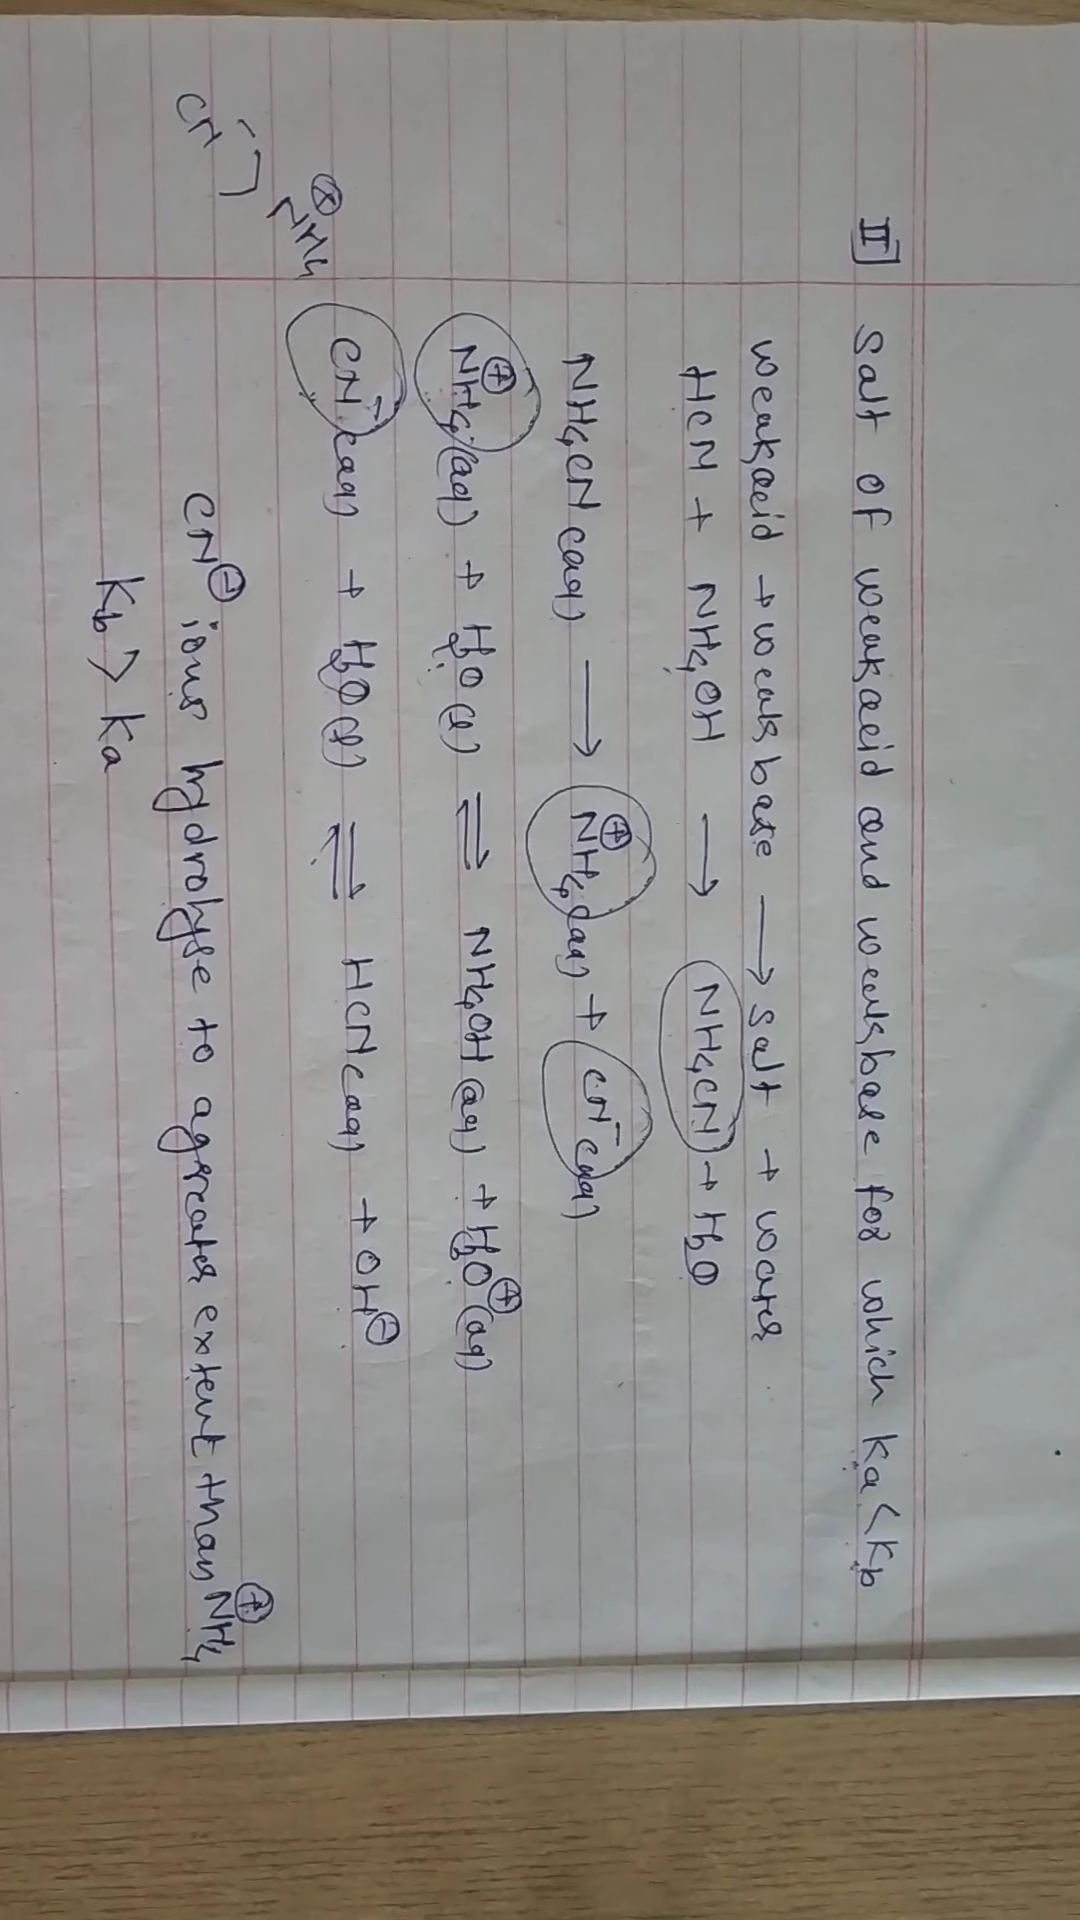 II] Salt of weak acid and weak base for which Ka < Kb
weak acid + weak base ⟶ salt + water
HCN + NH₄OH ⟶ NH₄CN + H₂O
NH₄CN (aq) ⟶ NH₄⊕(aq) + CN⁻(aq)
NH₄⊕(aq) + H₂O (l) ⇌ NH₄OH (aq) + H₃O⊕(aq)
CN⁻(aq) + H₂O (l) ⇌ HCN (aq) + OH⊖
CN⁻ > NH₄⊕
CN⊖ ions hydrolyse to a greater extent than NH₄⊕
Kb > Ka